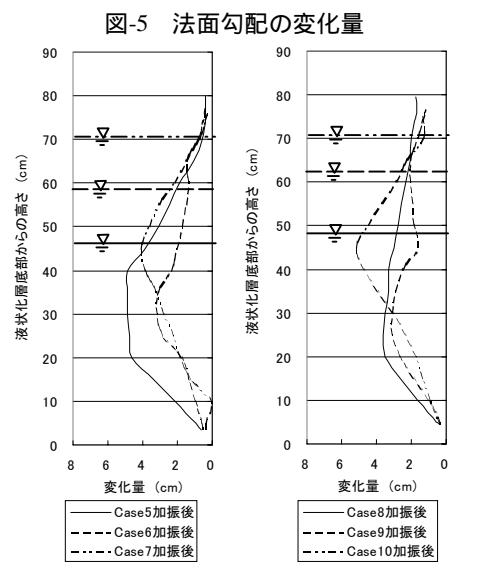 図-5　法面勾配の変化量
液状化層底部からの高さ（cm）
90
80
70
60
50
40
30
20
10
0
8 6 4 2 0
変化量（cm）
Case5加振後
Case6加振後
Case7加振後
液状化層底部からの高さ（cm）
90
80
70
60
50
40
30
20
10
0
8 6 4 2 0
変化量（cm）
Case8加振後
Case9加振後
Case10加振後